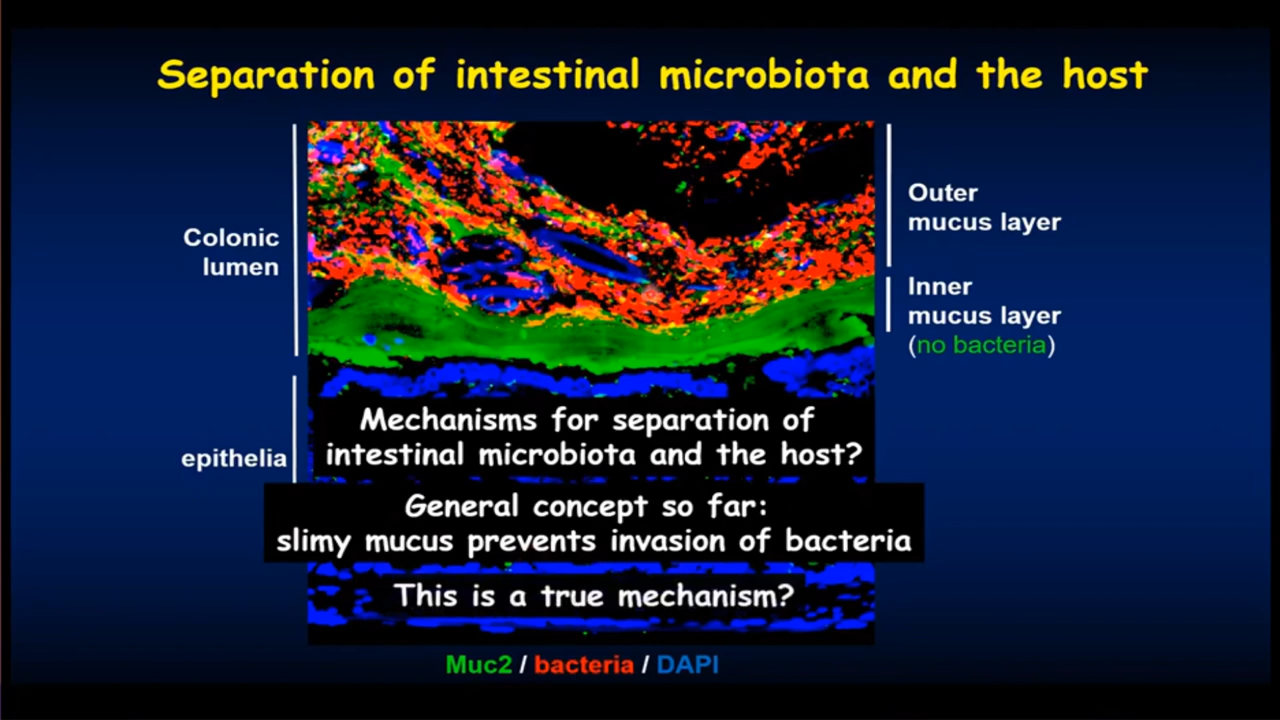 Separation of intestinal microbiota and the host
Colonic
lumen
Outer
mucus layer
Inner
mucus layer
(no bacteria)
epithelia
Mechanisms for separation of
intestinal microbiota and the host?
General concept so far:
slimy mucus prevents invasion of bacteria
This is a true mechanism?
Muc2 / bacteria / DAPI